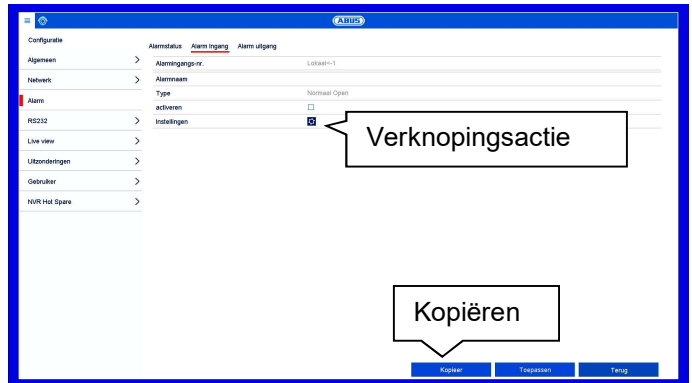 ABUS
Configuratie
Algemeen
Netwerk
Alarm
RS232
Live view
Uitzonderingen
Gebruiker
NVR Hot Spare
Alarmstatus Alarm Ingang Alarm uitgang
Alarmingangs-nr. Lokaal<-1
Alarmnaam
Type Normaal Open
activeren
Instellingen
Verknopingsactie
Kopiëren
Kopieer Toepassen Terug